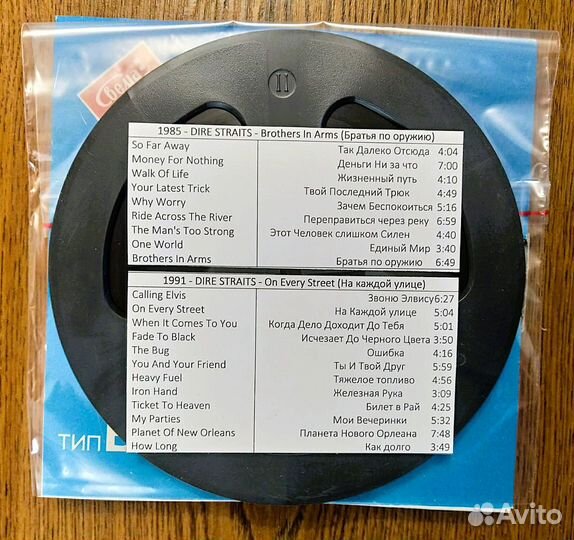 Свема
II
1985 - DIRE STRAITS - Brothers In Arms (Братья по оружию)
So Far Away Так Далеко Отсюда 4:04
Money For Nothing Деньги Ни за что 7:00
Walk Of Life Жизненный путь 4:10
Your Latest Trick Твой Последний Трюк 4:49
Why Worry Зачем Беспокоиться 5:16
Ride Across The River Переправиться через реку 6:59
The Man's Too Strong Этот Человек слишком Силен 4:40
One World Единый Мир 3:40
Brothers In Arms Братья по оружию 6:49
1991 - DIRE STRAITS - On Every Street (На каждой улице)
Calling Elvis Звоню Элвису 6:27
On Every Street На Каждой улице 5:04
When It Comes To You Когда Дело Доходит До Тебя 5:01
Fade To Black Исчезает До Черного Цвета 3:50
The Bug Ошибка 4:16
You And Your Friend Ты И Твой Друг 5:59
Heavy Fuel Тяжелое топливо 4:56
Iron Hand Железная Рука 3:09
Ticket To Heaven Билет в Рай 4:25
My Parties Мои Вечеринки 5:32
Planet Of New Orleans Планета Нового Орлеана 7:48
How Long Как долго 3:49
ТИП
Avito